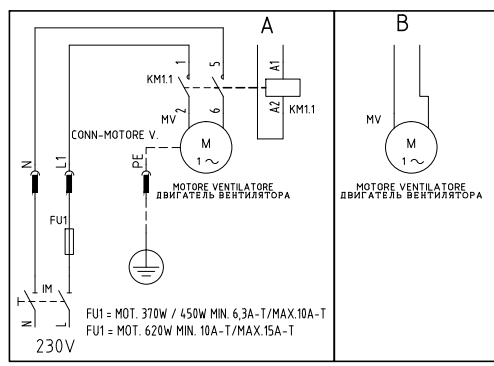 A
B
1
5
KM1.1
A1
A2
KM1.1
2
6
MV
M
1~
CONN-MOTORE V.
N
L1
PE
MOTORE VENTILATORE
ДВИГАТЕЛЬ ВЕНТИЛЯТОРА
MV
M
1~
MOTORE VENTILATORE
ДВИГАТЕЛЬ ВЕНТИЛЯТОРА
FU1
IM
N
L
230V
FU1 = MOT. 370W / 450W MIN. 6,3A-T/MAX.10A-T
FU1 = MOT. 620W MIN. 10A-T/MAX.15A-T